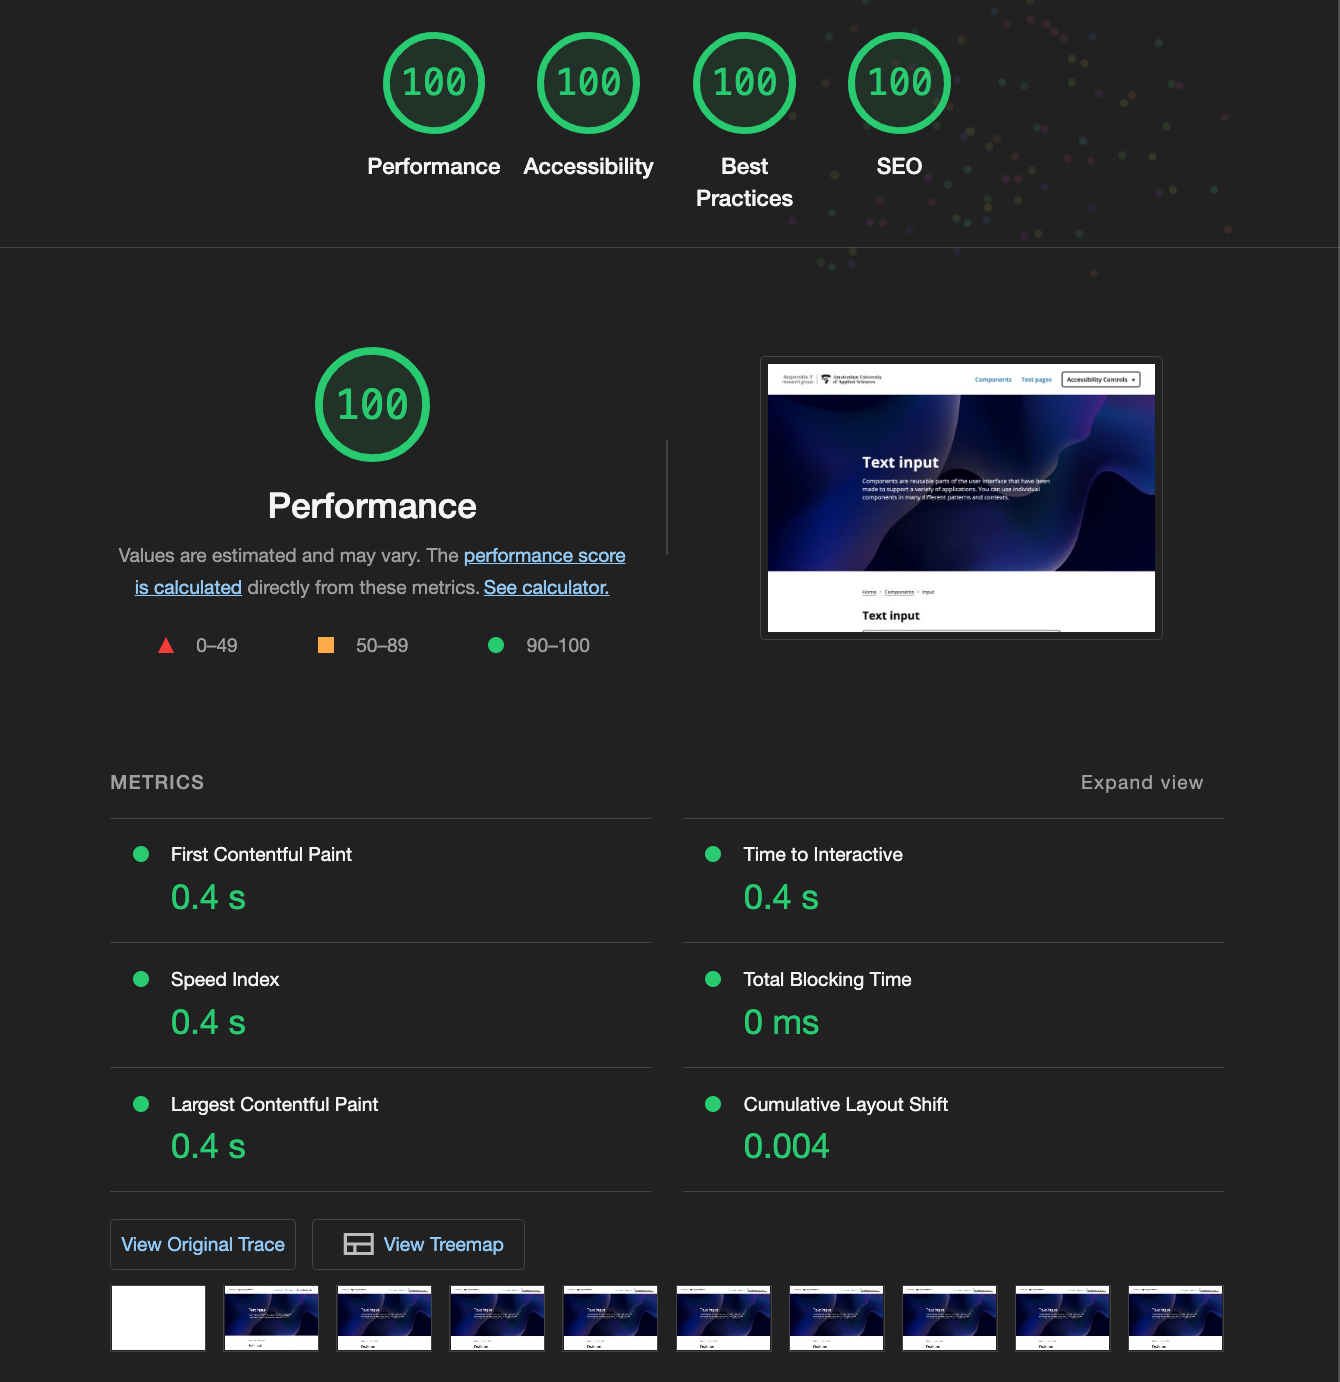 100
100
100
100
Performance
Accessibility
Best
Practices
SEO
100
Performance
Values are estimated and may vary. The performance score
is calculated directly from these metrics. See calculator.
0–49
50–89
90–100
Responsible IT
research group
Amsterdam University
of Applied Sciences
Components
Test pages
Accessibility Controls
Text input
Components are reusable parts of the user interface that have been
made to support a variety of applications. You can use individual
components in many different patterns and contexts.
Home
Components
Input
Text input
METRICS
Expand view
First Contentful Paint
0.4 s
Time to Interactive
0.4 s
Speed Index
0.4 s
Total Blocking Time
0 ms
Largest Contentful Paint
0.4 s
Cumulative Layout Shift
0.004
View Original Trace
View Treemap